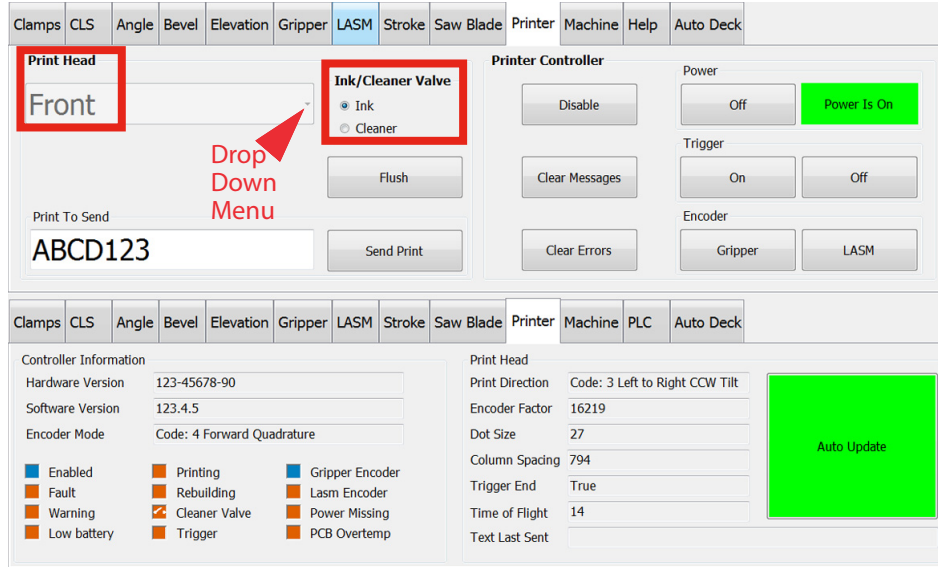 Clamps CLS Angle Bevel Elevation Gripper LASM Stroke Saw Blade Printer Machine Help Auto Deck
Print Head
Front
Drop
Down
Menu
Ink/Cleaner Valve
Ink
Cleaner
Flush
Print To Send
ABCD123
Send Print
Printer Controller
Disable
Clear Messages
Clear Errors
Power
Off Power Is On
Trigger
On Off
Encoder
Gripper LASM
Clamps CLS Angle Bevel Elevation Gripper LASM Stroke Saw Blade Printer Machine PLC Auto Deck
Controller Information
Hardware Version 123-45678-90
Software Version 123.4.5
Encoder Mode Code: 4 Forward Quadrature
Enabled Printing Gripper Encoder
Fault Rebuilding Lasm Encoder
Warning Cleaner Valve Power Missing
Low battery Trigger PCB Overtemp
Print Head
Print Direction Code: 3 Left to Right CCW Tilt
Encoder Factor 16219
Dot Size 27
Column Spacing 794
Trigger End True
Time of Flight 14
Text Last Sent
Auto Update